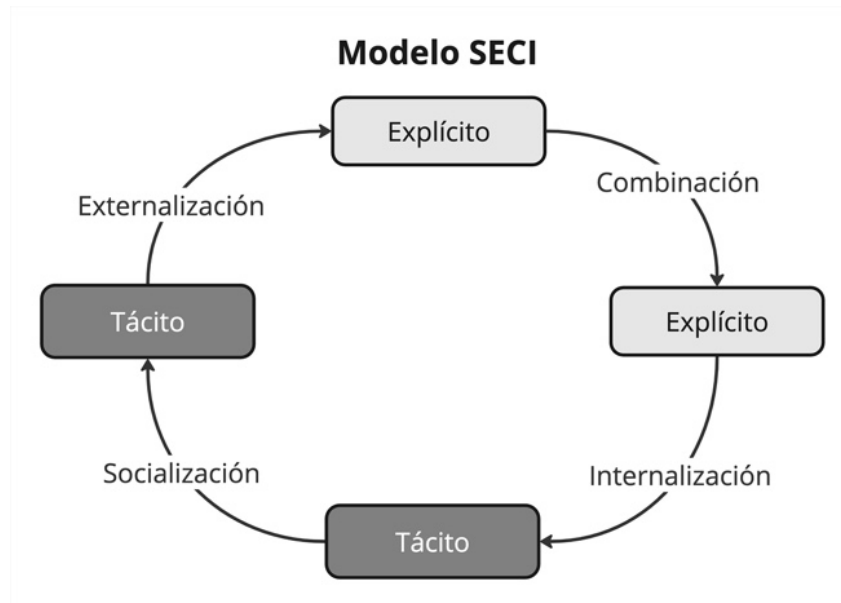 Modelo SECI
Explícito
Combinación
Externalización
Tácito
Explícito
Socialización
Internalización
Tácito